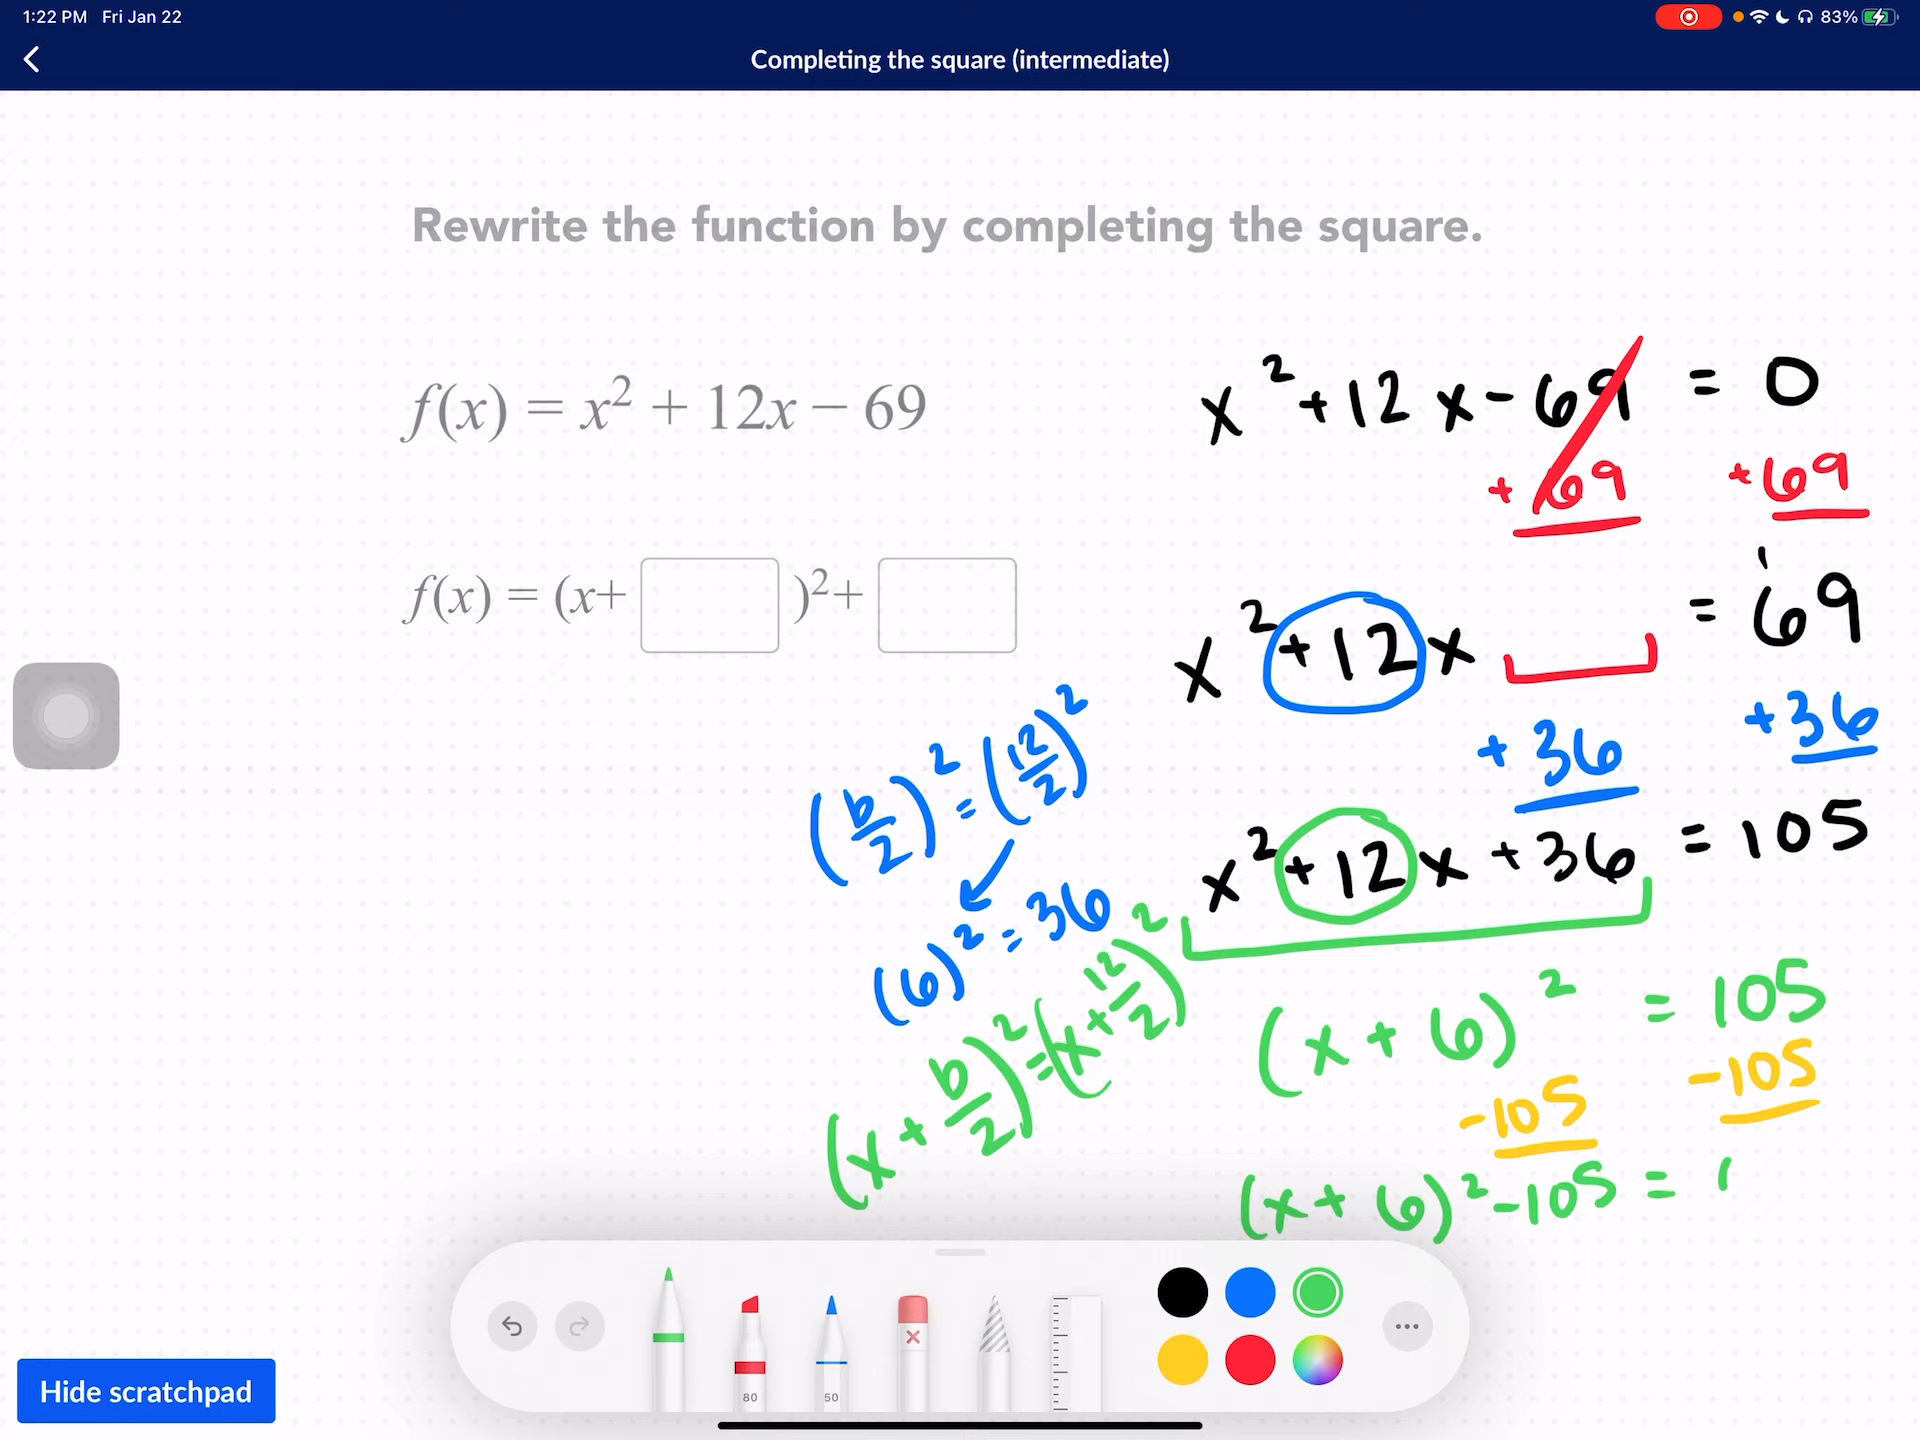 1:22 PM Fri Jan 22
83%
Completing the square (intermediate)
Rewrite the function by completing the square.
f(x) = x² + 12x − 69
f(x) = (x+ )²+
x² + 12x - 69 = 0
+ 69 + 69
x² + 12x = 69
+ 36 + 36
(b/2)² = (12/2)²
x² + 12x + 36 = 105
(6)² = 36
(x + b/2)² = (x + 12/2)²
(x + 6)² = 105
-105 -105
(x + 6)² - 105 =
80
50
Hide scratchpad